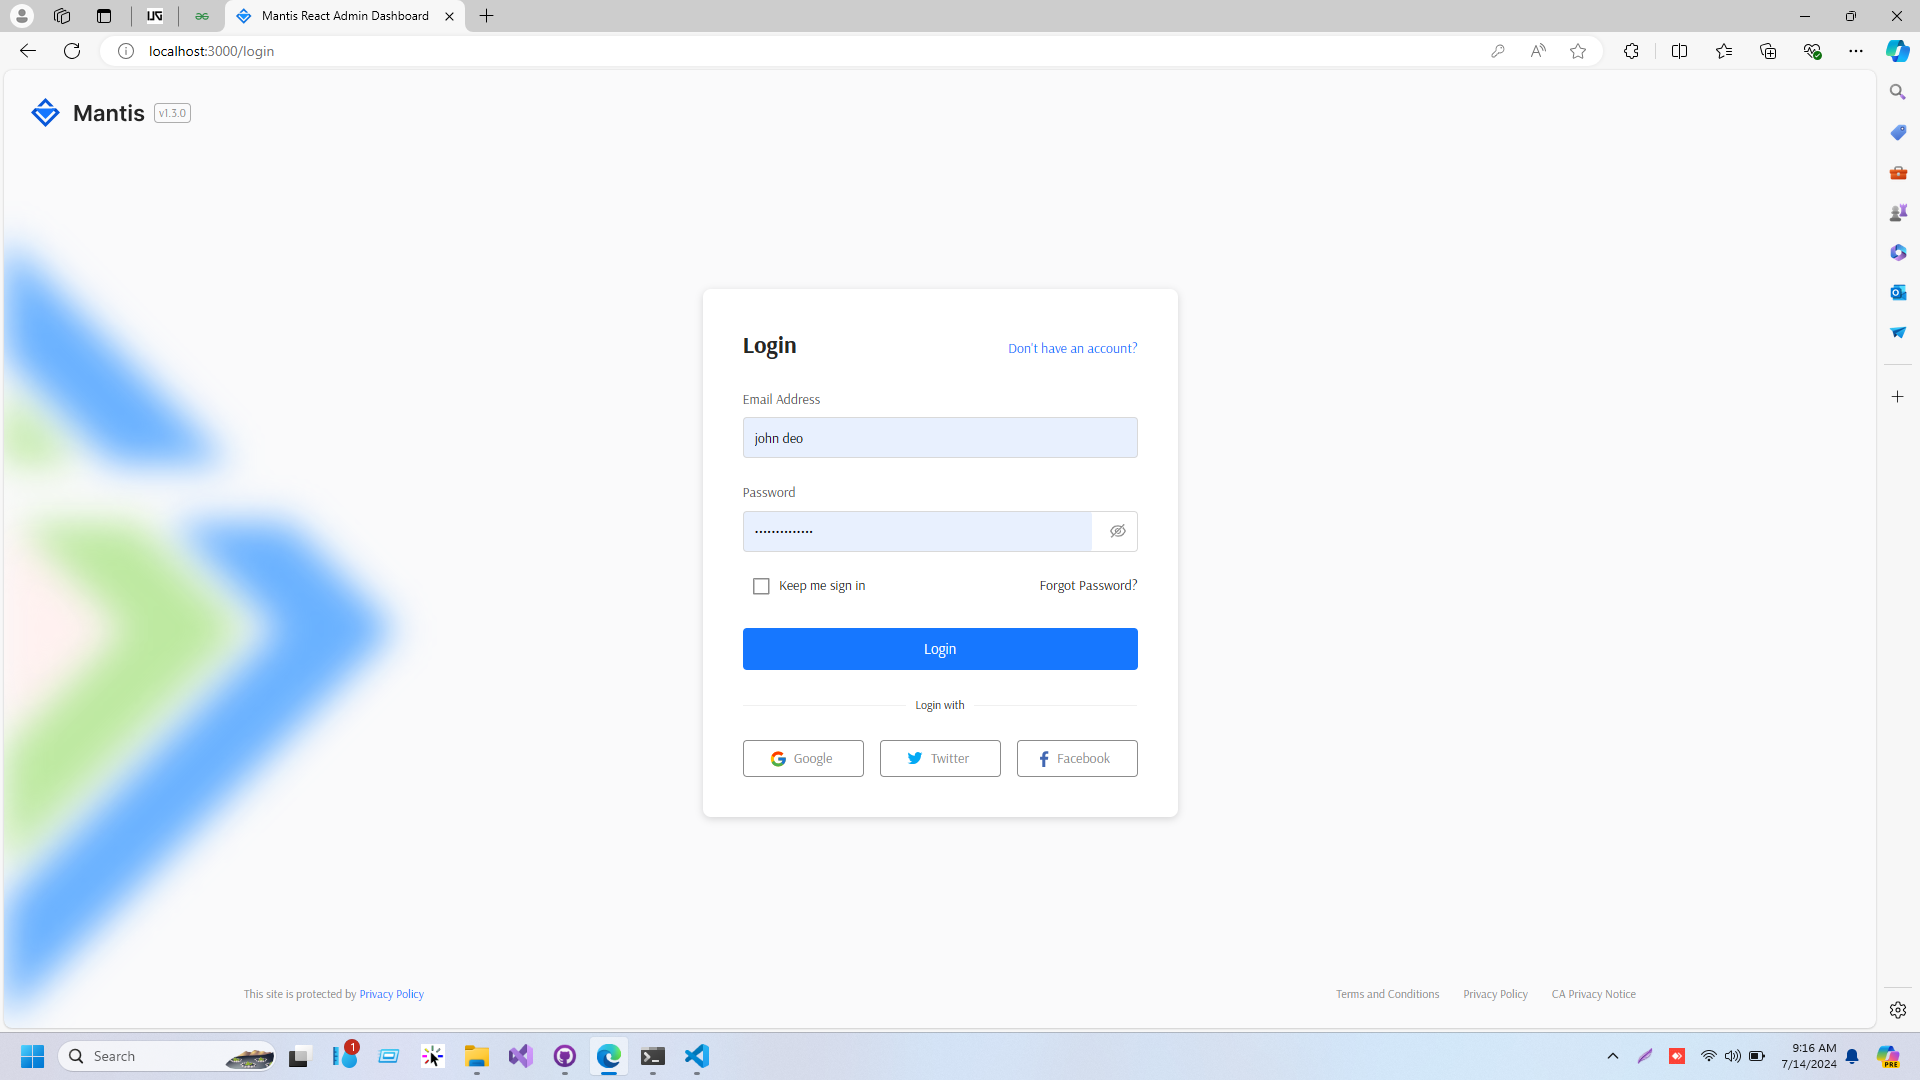 Mantis React Admin Dashboard
localhost:3000/login
Mantis v1.3.0
Login
Don't have an account?
Email Address
john deo
Password
••••••••••••••
Keep me sign in
Forgot Password?
Login
Login with
Google
Twitter
Facebook
This site is protected by Privacy Policy
Terms and Conditions
Privacy Policy
CA Privacy Notice
Search
1
9:16 AM
7/14/2024
PRE